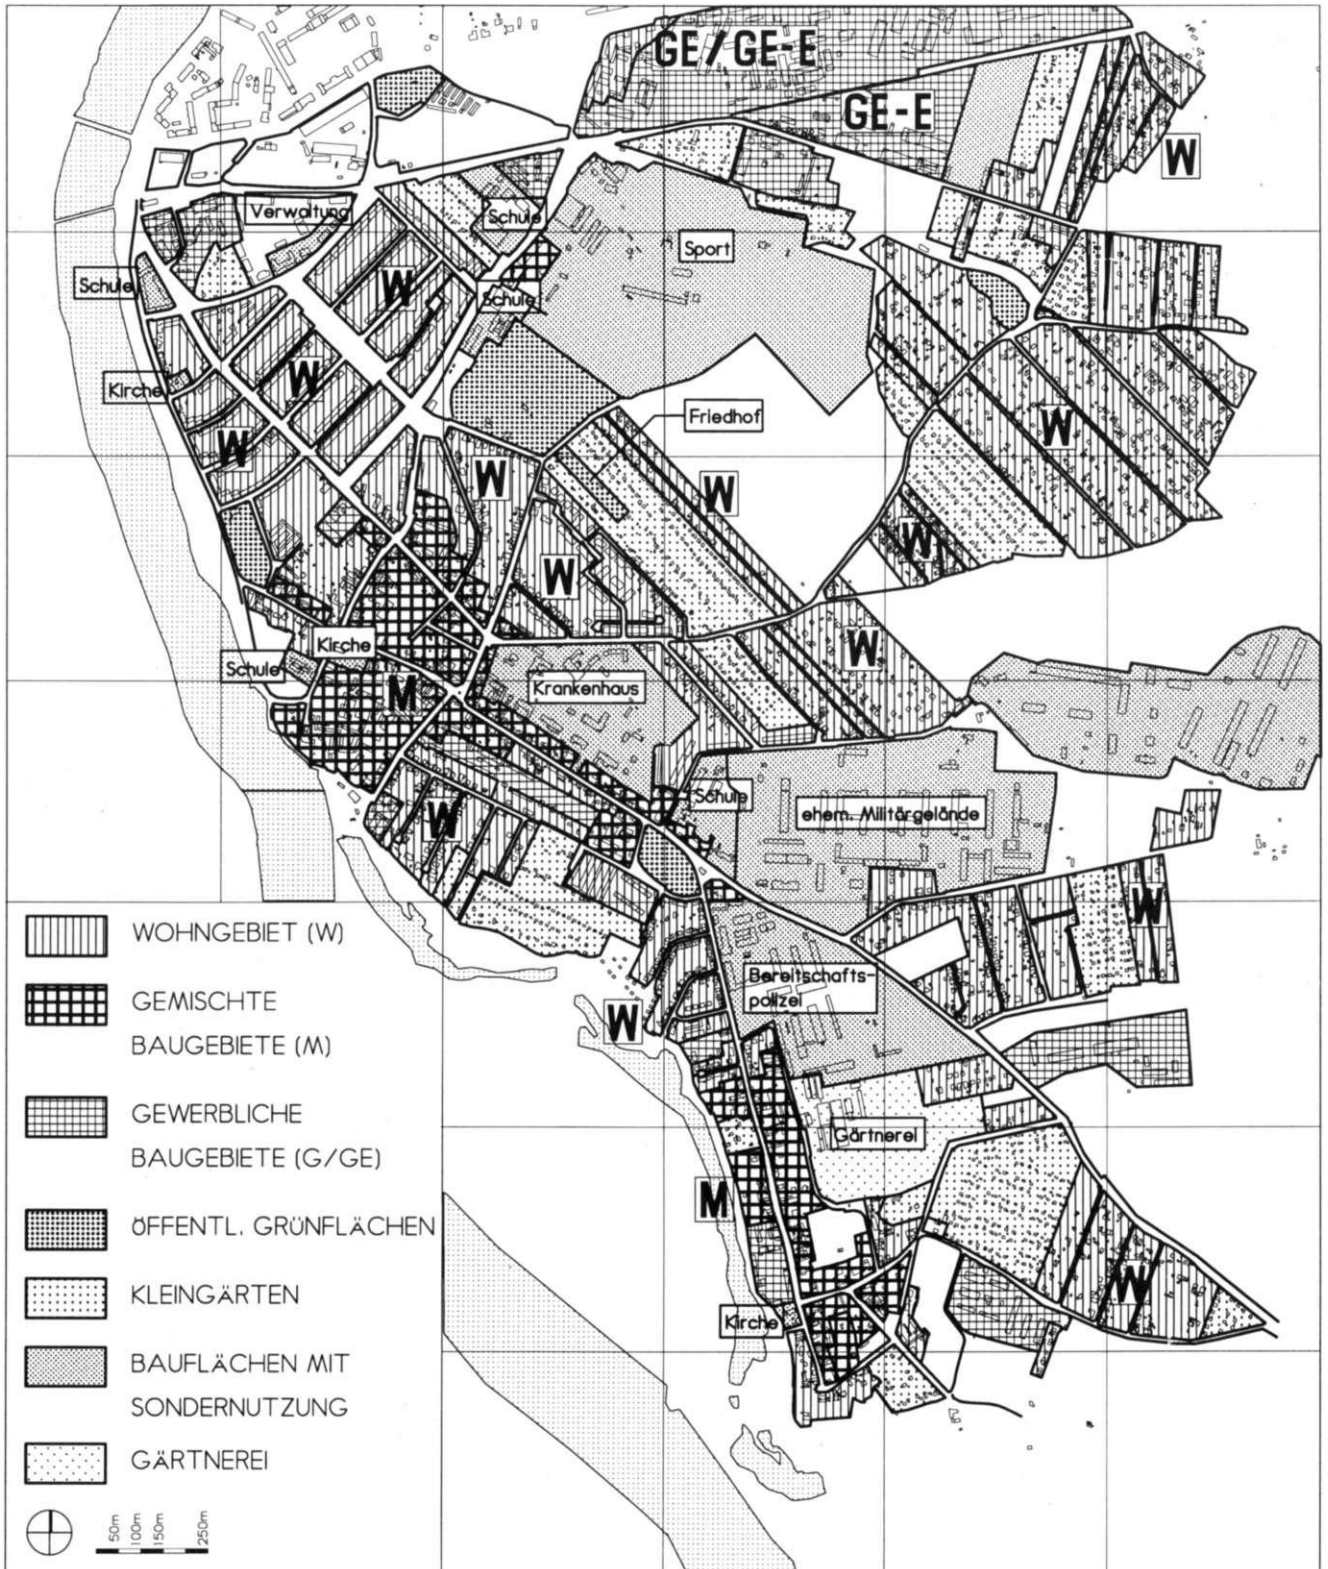 GE/GE-E
GE-E
W
Verwaltung
Schule
Sport
Schule
W
Schule
Kirche
W
Friedhof
W
W
W
W
W
W
Kirche
W
Schule
Krankenhaus
M
Schule
ehem. Militärgelände
W
W
Bereitschafts-
polizei
W
Gärtnerei
M
W
Kirche
WOHNGEBIET (W)
GEMISCHTE
BAUGEBIETE (M)
GEWERBLICHE
BAUGEBIETE (G/GE)
ÖFFENTL. GRÜNFLÄCHEN
KLEINGÄRTEN
BAUFLÄCHEN MIT
SONDERNUTZUNG
GÄRTNEREI
50m
100m
150m
250m